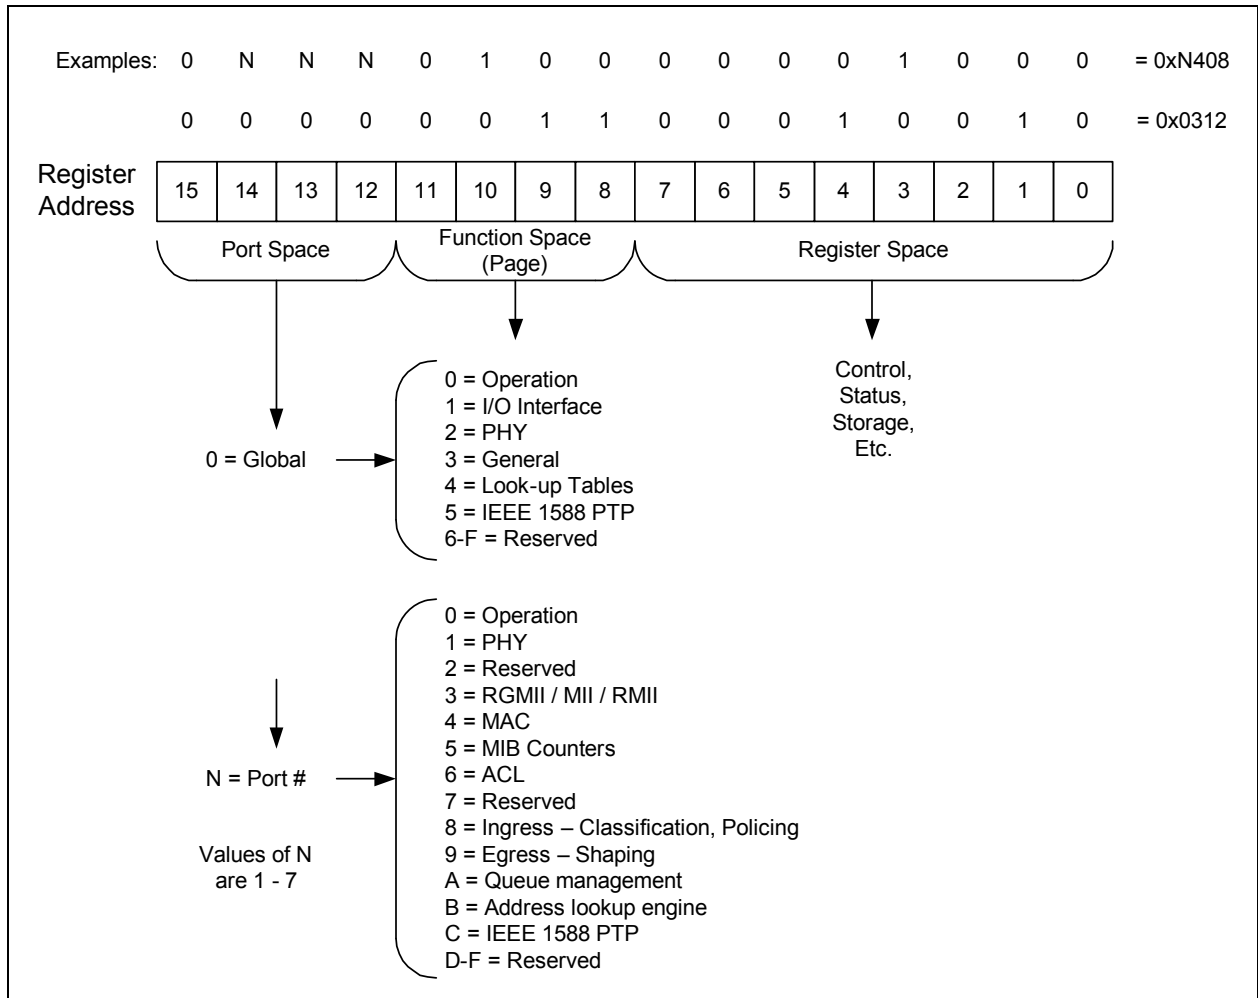 Examples: 0 N N N 0 1 0 0 0 0 0 0 1 0 0 0 = 0xN408
0 0 0 0 0 0 1 1 0 0 0 1 0 0 1 0 = 0x0312
Register
Address
15 14 13 12 11 10 9 8 7 6 5 4 3 2 1 0
Port Space
Function Space
(Page)
Register Space
0 = Global
0 = Operation
1 = I/O Interface
2 = PHY
3 = General
4 = Look-up Tables
5 = IEEE 1588 PTP
6-F = Reserved
Control,
Status,
Storage,
Etc.
N = Port #
Values of N
are 1 - 7
0 = Operation
1 = PHY
2 = Reserved
3 = RGMII / MII / RMII
4 = MAC
5 = MIB Counters
6 = ACL
7 = Reserved
8 = Ingress – Classification, Policing
9 = Egress – Shaping
A = Queue management
B = Address lookup engine
C = IEEE 1588 PTP
D-F = Reserved